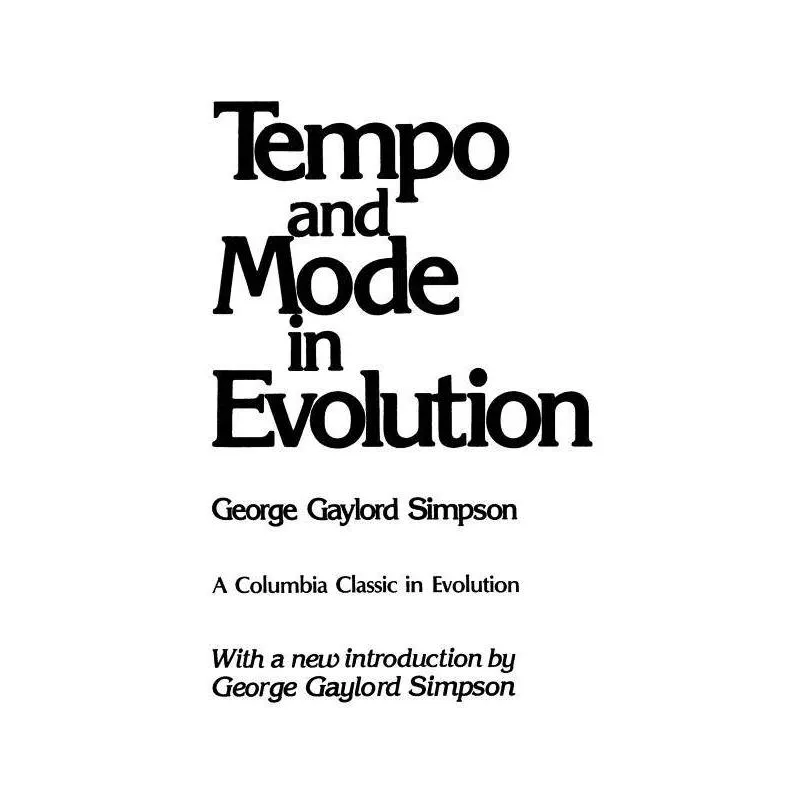 Tempo
and
Mode
in
Evolution
George Gaylord Simpson
A Columbia Classic in Evolution
With a new introduction by
George Gaylord Simpson